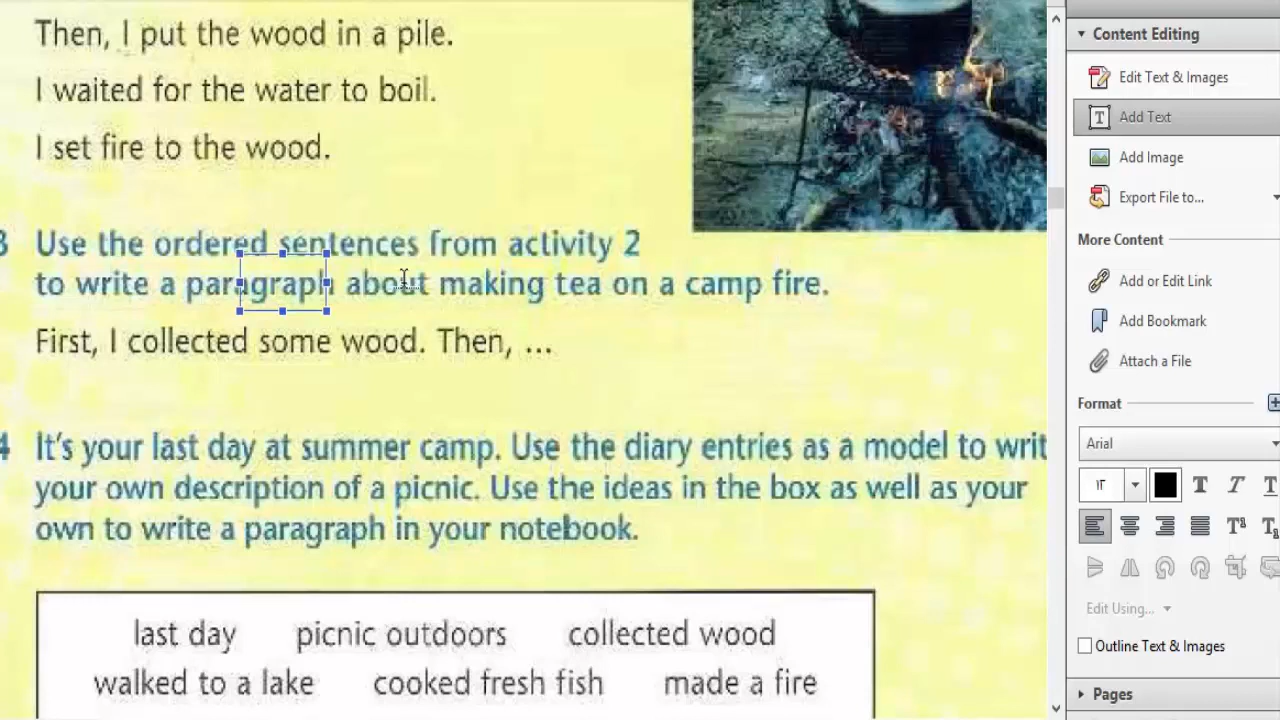 Then, I put the wood in a pile.
I waited for the water to boil.
I set fire to the wood.
3 Use the ordered sentences from activity 2
to write a paragraph about making tea on a camp fire.
First, I collected some wood. Then, ...
4 It's your last day at summer camp. Use the diary entries as a model to writ
your own description of a picnic. Use the ideas in the box as well as your
own to write a paragraph in your notebook.
last day picnic outdoors collected wood
walked to a lake cooked fresh fish made a fire
Content Editing
Edit Text & Images
Add Text
Add Image
Export File to...
More Content
Add or Edit Link
Add Bookmark
Attach a File
Format
Arial
١٢
Edit Using...
Outline Text & Images
Pages